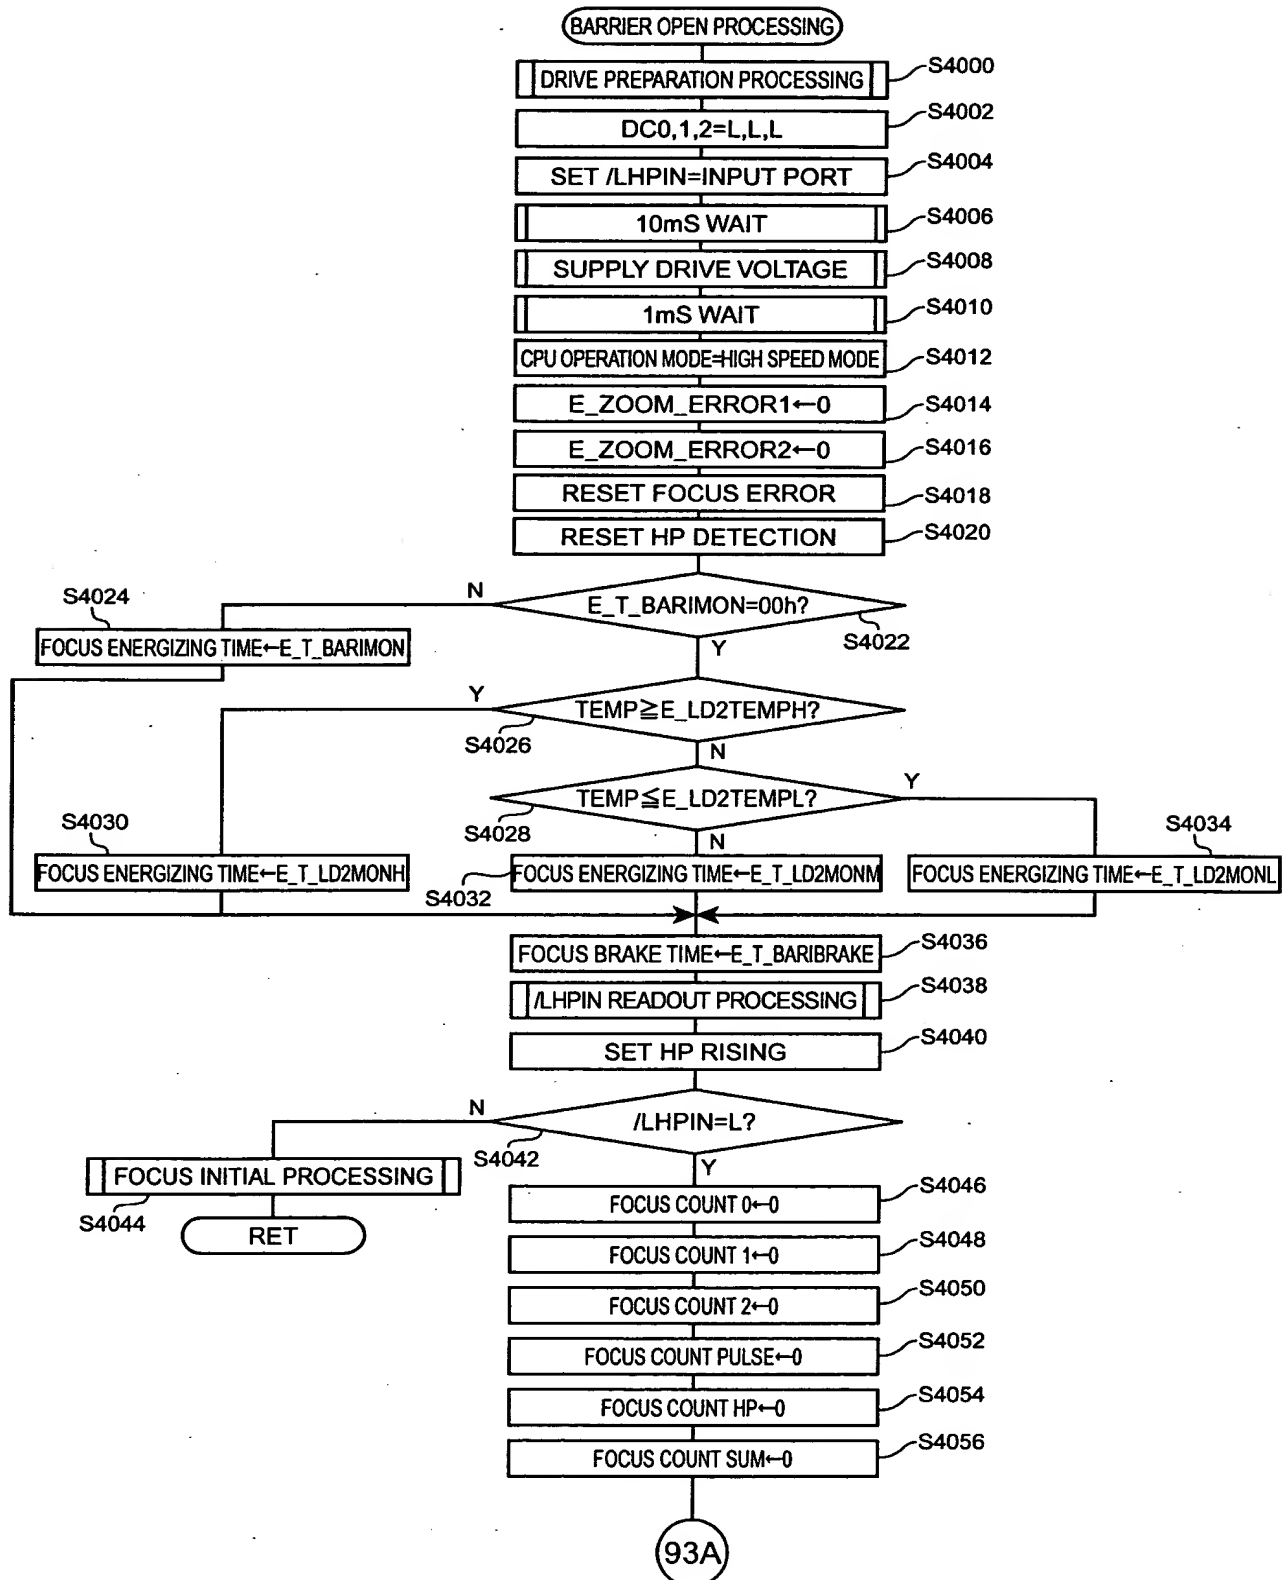 BARRIER OPEN PROCESSING
DRIVE PREPARATION PROCESSING
S4000
DC0,1,2=L,L,L
S4002
SET /LHPIN=INPUT PORT
S4004
10mS WAIT
S4006
SUPPLY DRIVE VOLTAGE
S4008
1mS WAIT
S4010
CPU OPERATION MODE=HIGH SPEED MODE
S4012
E_ZOOM_ERROR1←0
S4014
E_ZOOM_ERROR2←0
S4016
RESET FOCUS ERROR
S4018
RESET HP DETECTION
S4020
N
E_T_BARIMON=00h?
S4022
Y
S4024
FOCUS ENERGIZING TIME←E_T_BARIMON
Y
TEMP≧E_LD2TEMPH?
S4026
N
TEMP≦E_LD2TEMPL?
Y
S4028
N
S4030
FOCUS ENERGIZING TIME←E_T_LD2MONH
FOCUS ENERGIZING TIME←E_T_LD2MONM
S4032
S4034
FOCUS ENERGIZING TIME←E_T_LD2MONL
FOCUS BRAKE TIME←E_T_BARIBRAKE
S4036
/LHPIN READOUT PROCESSING
S4038
SET HP RISING
S4040
N
/LHPIN=L?
S4042
Y
FOCUS INITIAL PROCESSING
S4044
RET
FOCUS COUNT 0←0
S4046
FOCUS COUNT 1←0
S4048
FOCUS COUNT 2←0
S4050
FOCUS COUNT PULSE←0
S4052
FOCUS COUNT HP←0
S4054
FOCUS COUNT SUM←0
S4056
93A